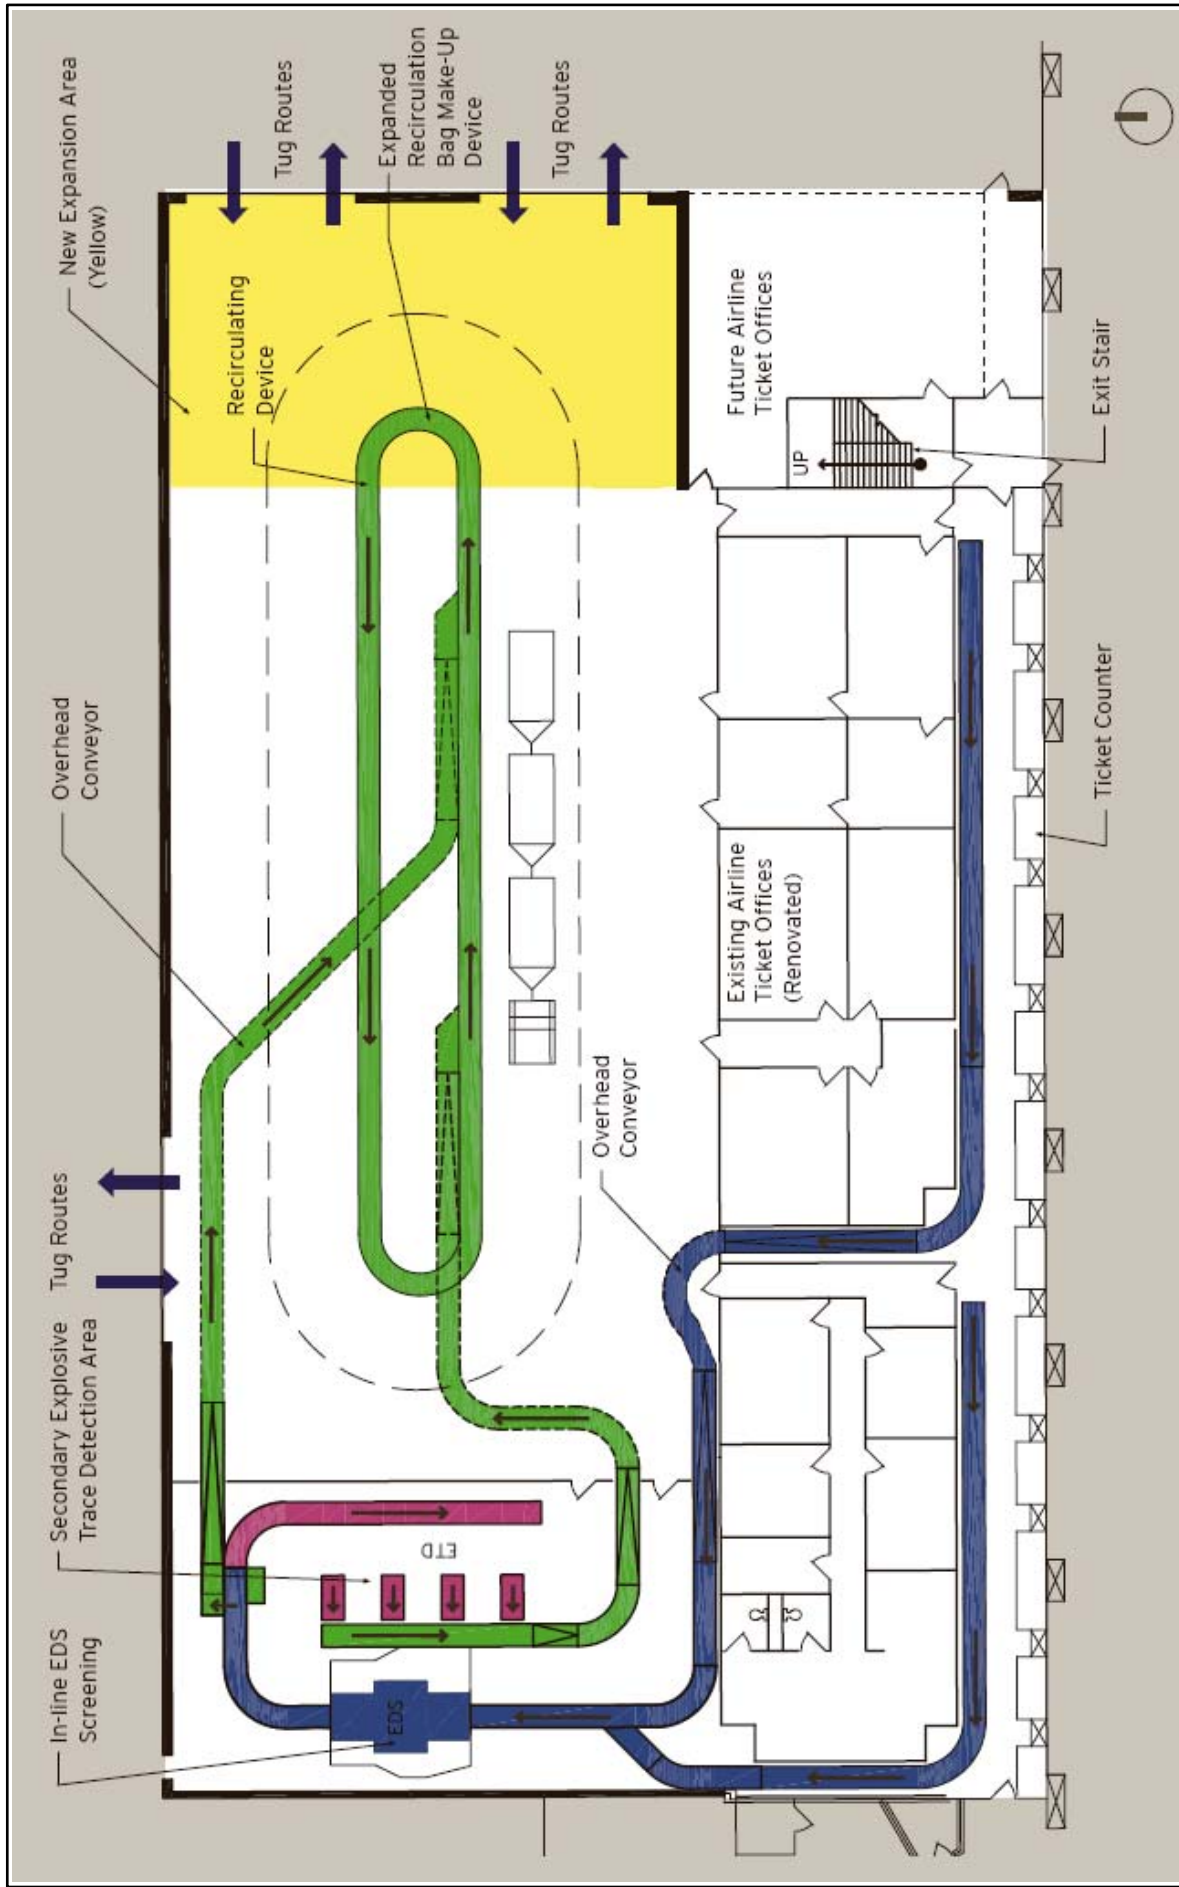 In-line EDS
Screening
Secondary Explosive
Trace Detection Area
Tug Routes
Overhead
Conveyor
New Expansion Area
(Yellow)
Tug Routes
Expanded
Recirculation
Bag Make-Up
Device
Tug Routes
Recirculating
Device
ETD
EDS
Overhead
Conveyor
Existing Airline
Ticket Offices
(Renovated)
Future Airline
Ticket Offices
UP
Ticket Counter
Exit Stair